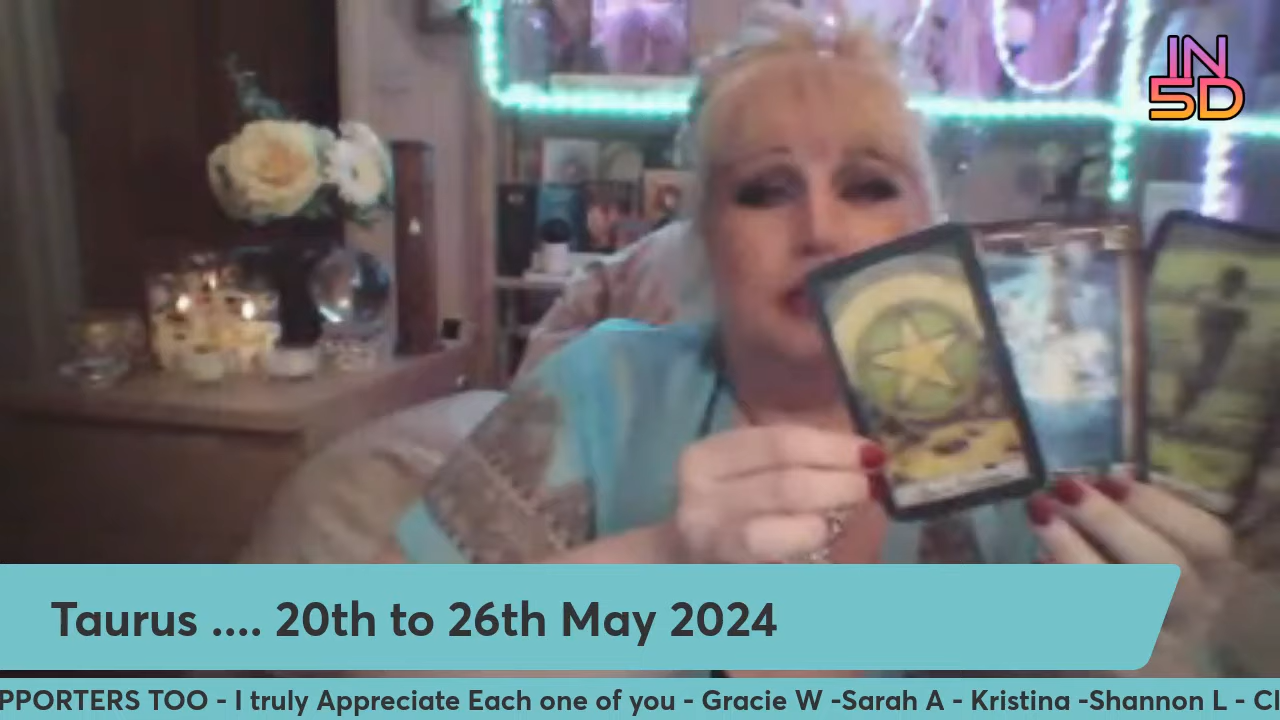 IN
5D
Taurus .... 20th to 26th May 2024
PPORTERS TOO - I truly Appreciate Each one of you - Gracie W -Sarah A - Kristina -Shannon L - Cl